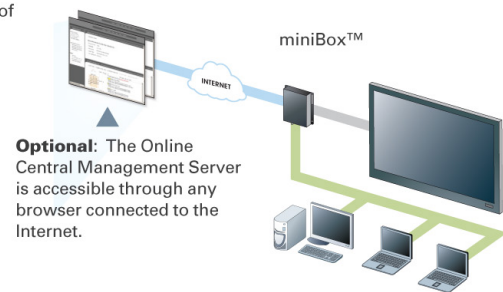 of
miniBox™
INTERNET
Optional: The Online
Central Management Server
is accessible through any
browser connected to the
Internet.